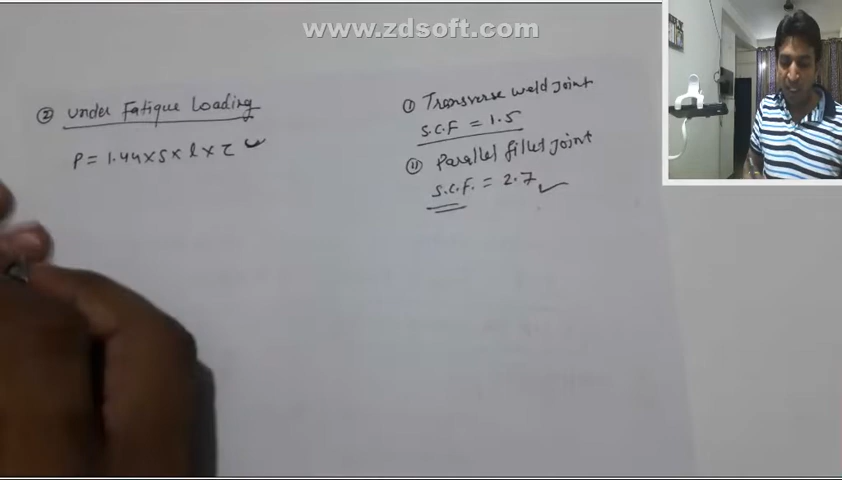 www.zdsoft.com
② Under Fatigue Loading
P = 1.414 × S × l × τ
① Transverse weld joint
S.C.F = 1.5
⑪ Parallel fillet joint
S.C.F. = 2.7